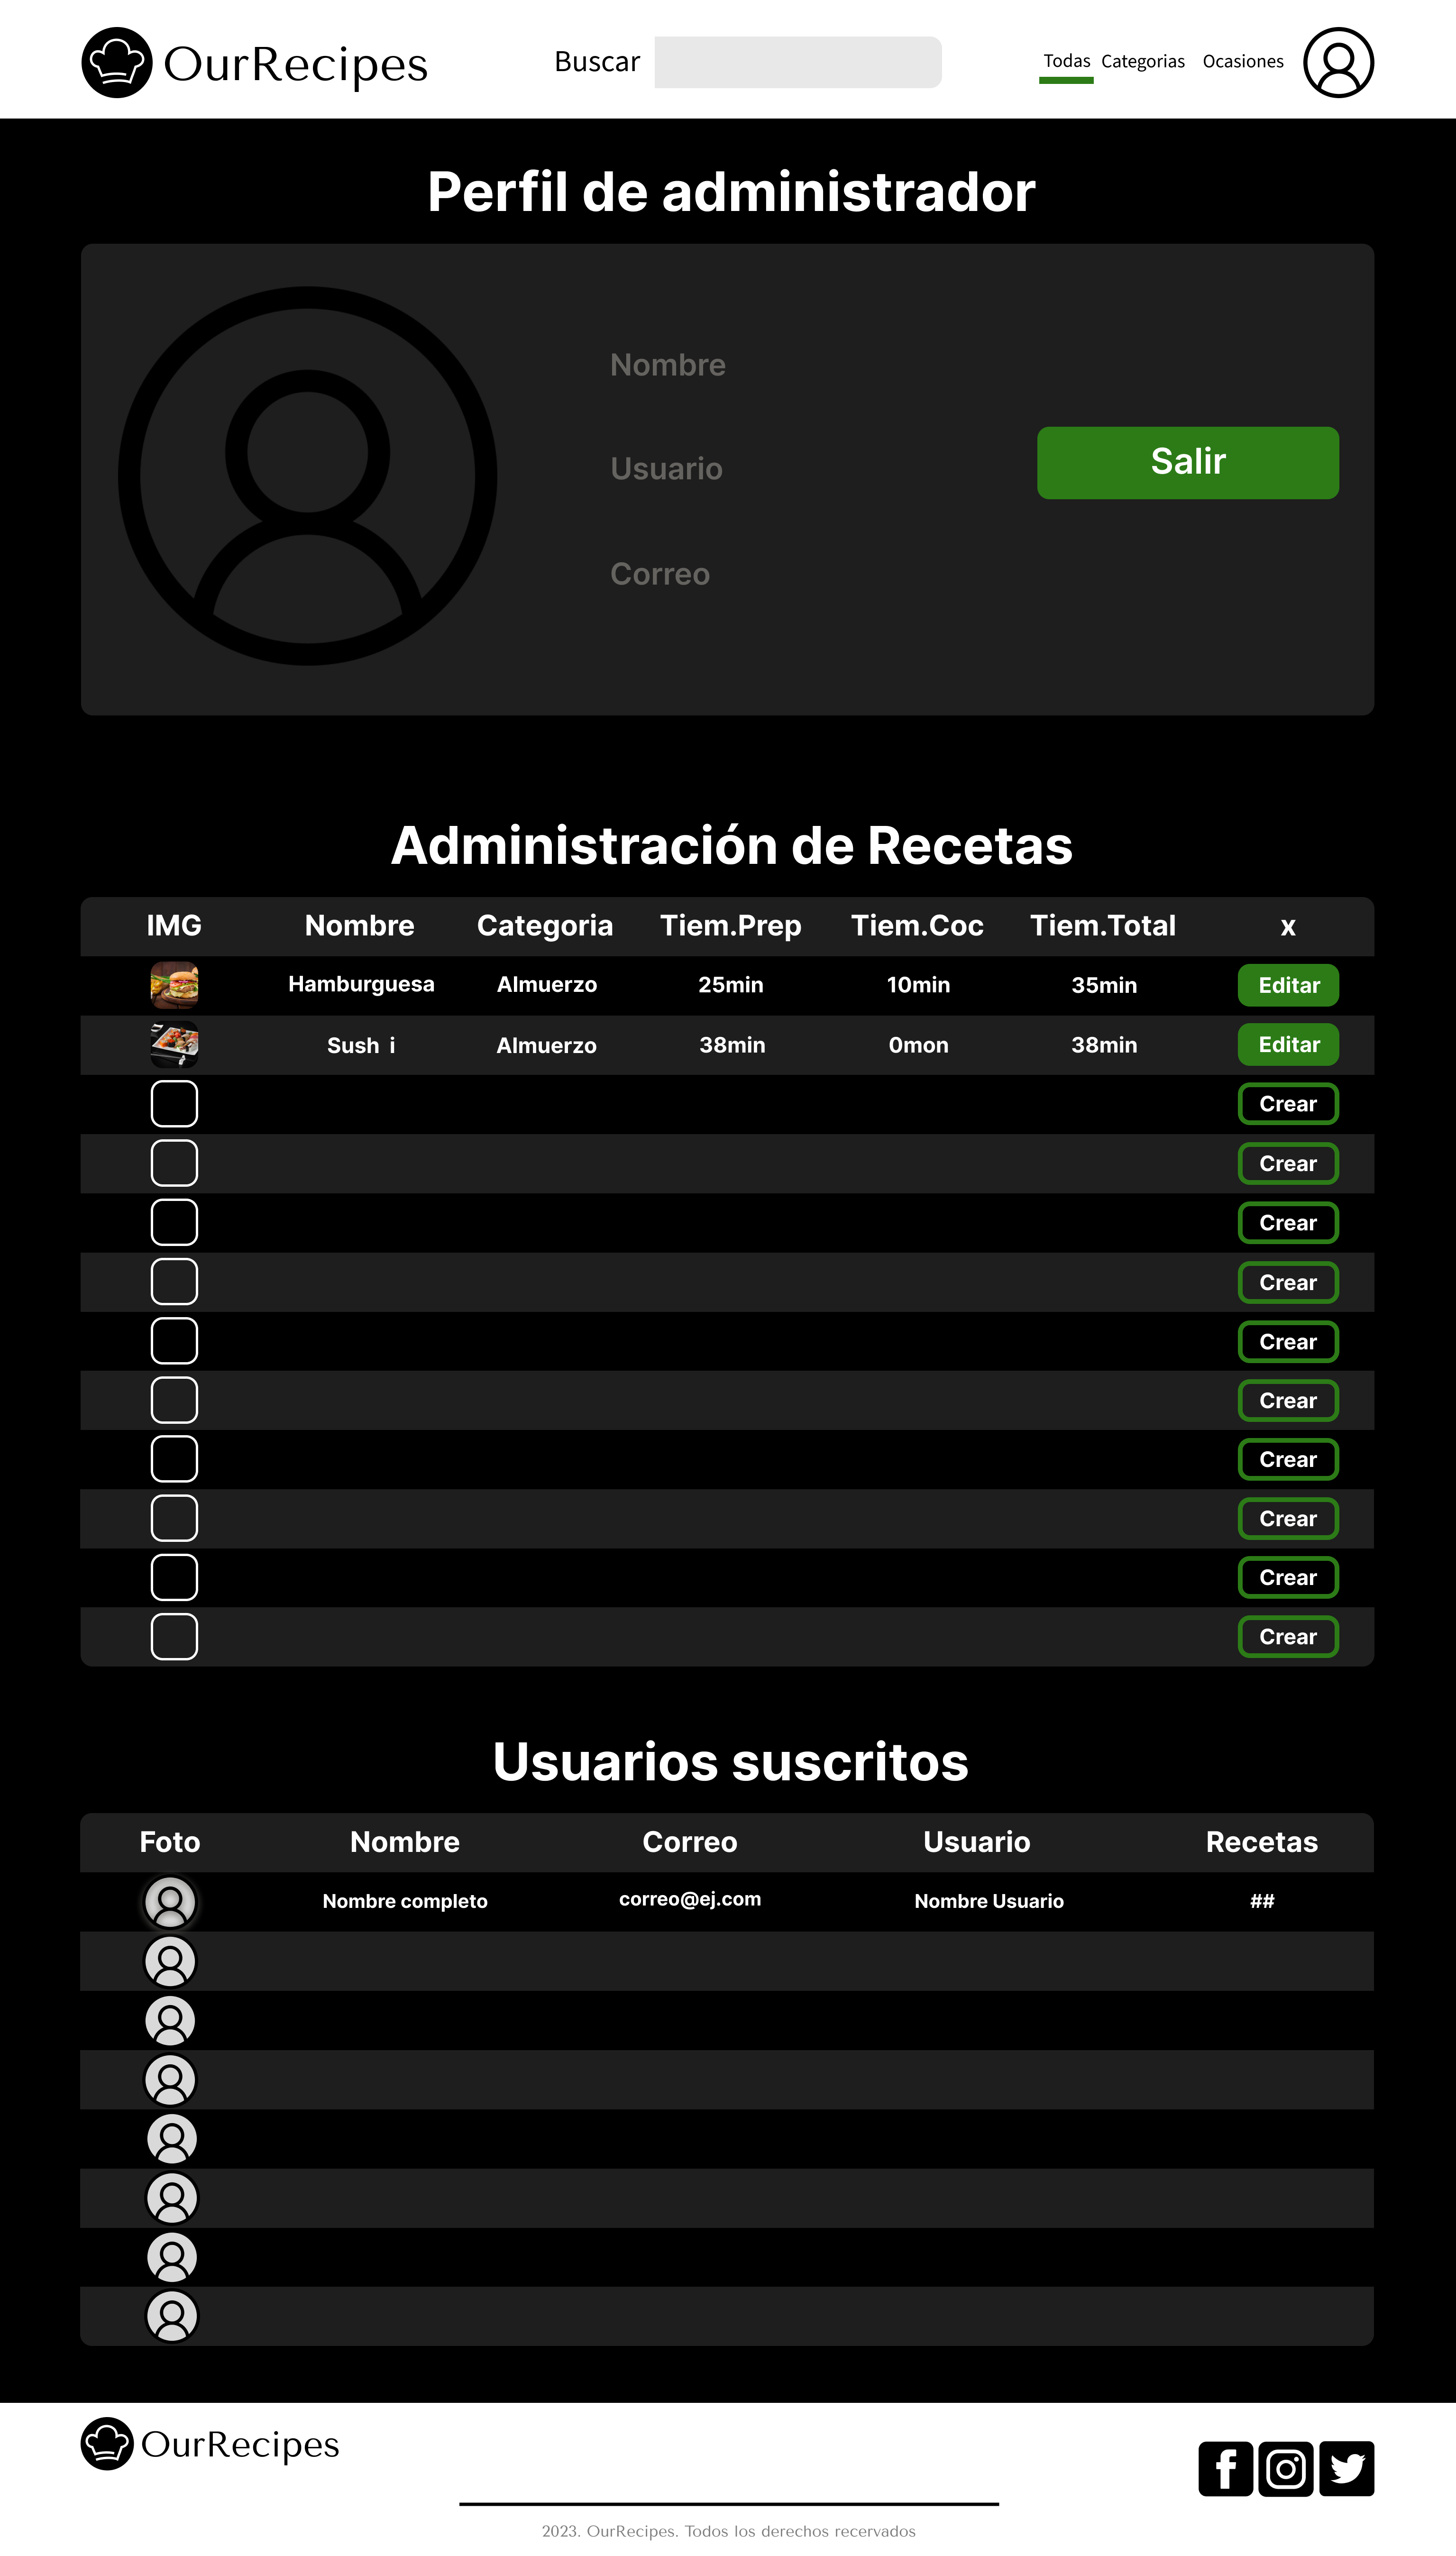 OurRecipes
Buscar
Todas Categorias Ocasiones
Perfil de administrador
Nombre
Usuario
Salir
Correo
Administración de Recetas
IMG Nombre Categoria Tiem.Prep Tiem.Coc Tiem.Total x
Hamburguesa Almuerzo 25min 10min 35min Editar
Sush i Almuerzo 38min 0mon 38min Editar
Crear
Crear
Crear
Crear
Crear
Crear
Crear
Crear
Crear
Crear
Usuarios suscritos
Foto Nombre Correo Usuario Recetas
Nombre completo correo@ej.com Nombre Usuario ##
OurRecipes
2023. OurRecipes. Todos los derechos recervados